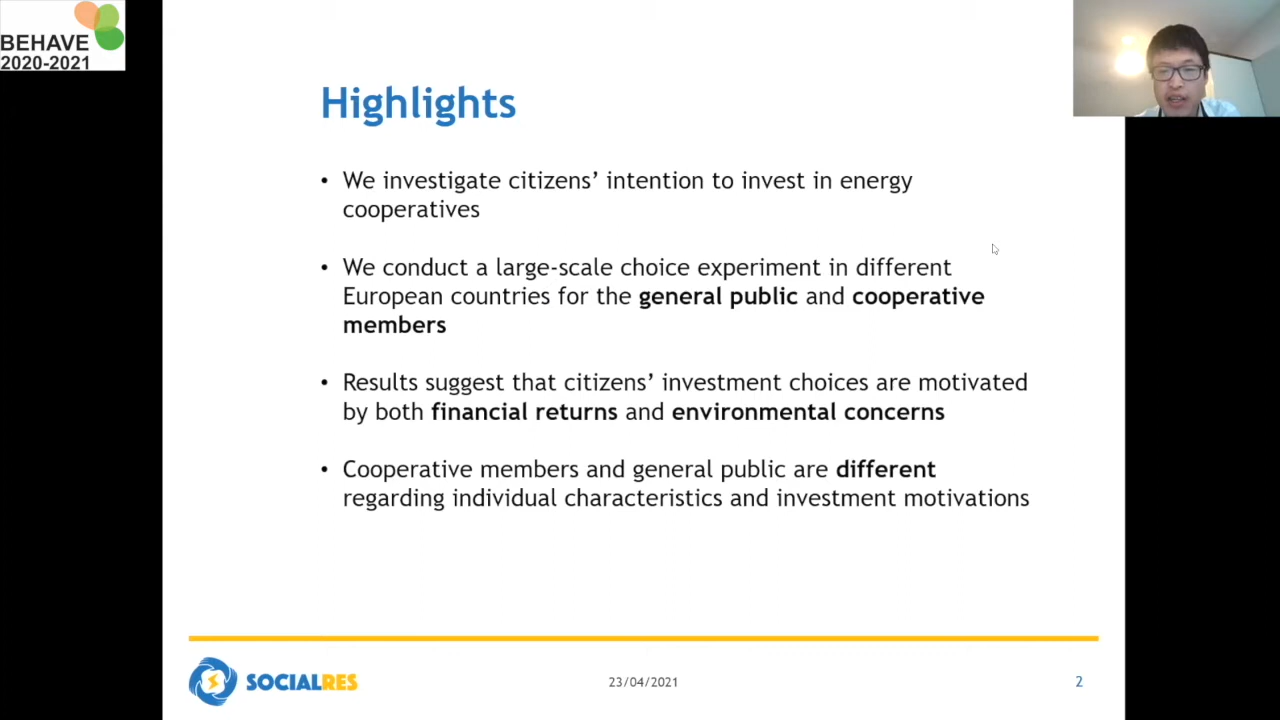 BEHAVE
2020-2021
Highlights
• We investigate citizens’ intention to invest in energy
cooperatives
• We conduct a large-scale choice experiment in different
European countries for the general public and cooperative
members
• Results suggest that citizens’ investment choices are motivated
by both financial returns and environmental concerns
• Cooperative members and general public are different
regarding individual characteristics and investment motivations
SOCIALRES
23/04/2021
2